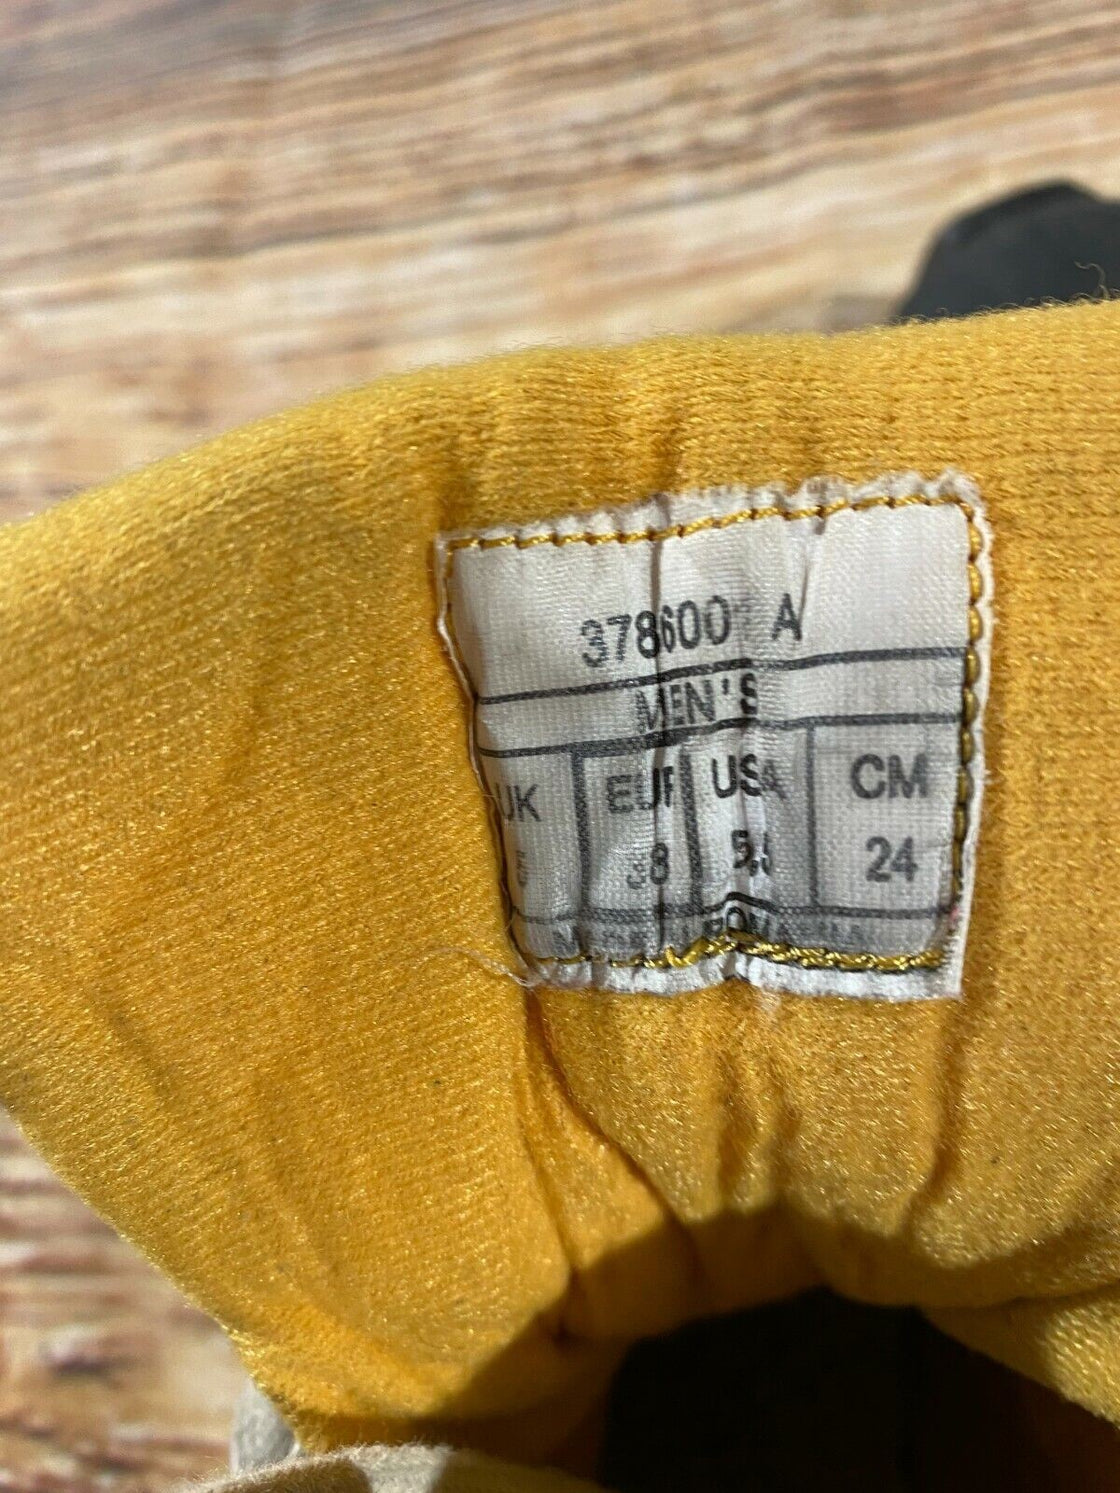 378600 A
MEN'S
UK EUR USA CM
38 24